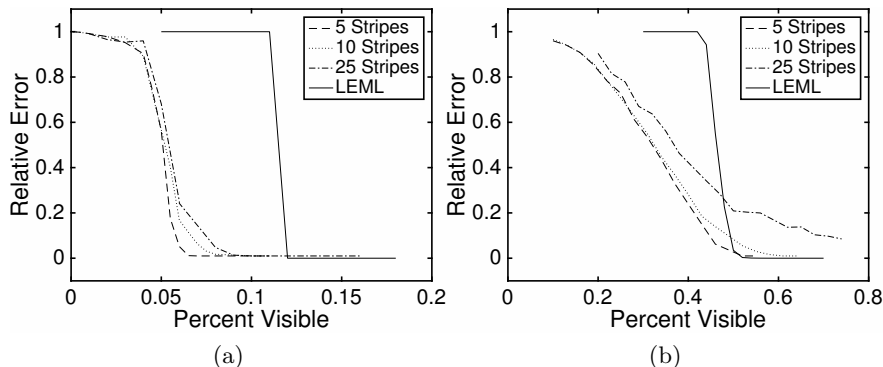 Relative Error
1
0.8
0.6
0.4
0.2
0
0
0.05
0.1
0.15
0.2
Percent Visible
5 Stripes
10 Stripes
25 Stripes
LEML
(a)
Relative Error
1
0.8
0.6
0.4
0.2
0
0
0.2
0.4
0.6
0.8
Percent Visible
5 Stripes
10 Stripes
25 Stripes
LEML
(b)